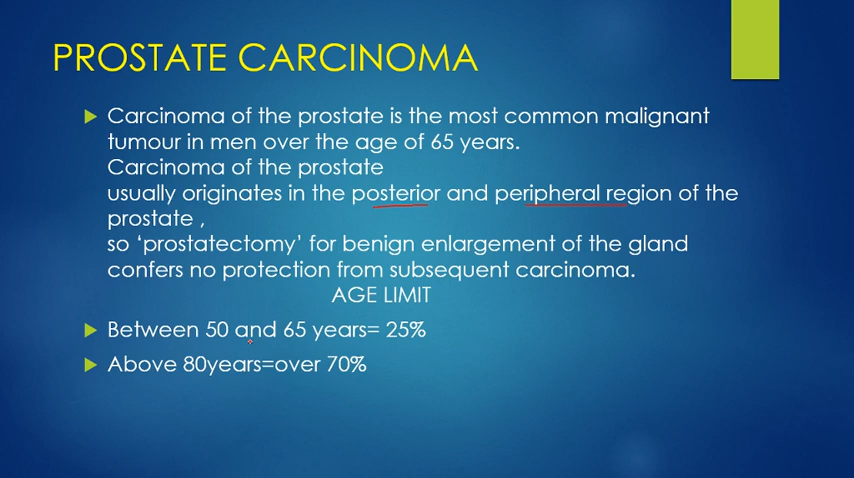 PROSTATE CARCINOMA
Carcinoma of the prostate is the most common malignant
tumour in men over the age of 65 years.
Carcinoma of the prostate
usually originates in the posterior and peripheral region of the
prostate ,
so ‘prostatectomy’ for benign enlargement of the gland
confers no protection from subsequent carcinoma.
AGE LIMIT
Between 50 and 65 years= 25%
Above 80years=over 70%